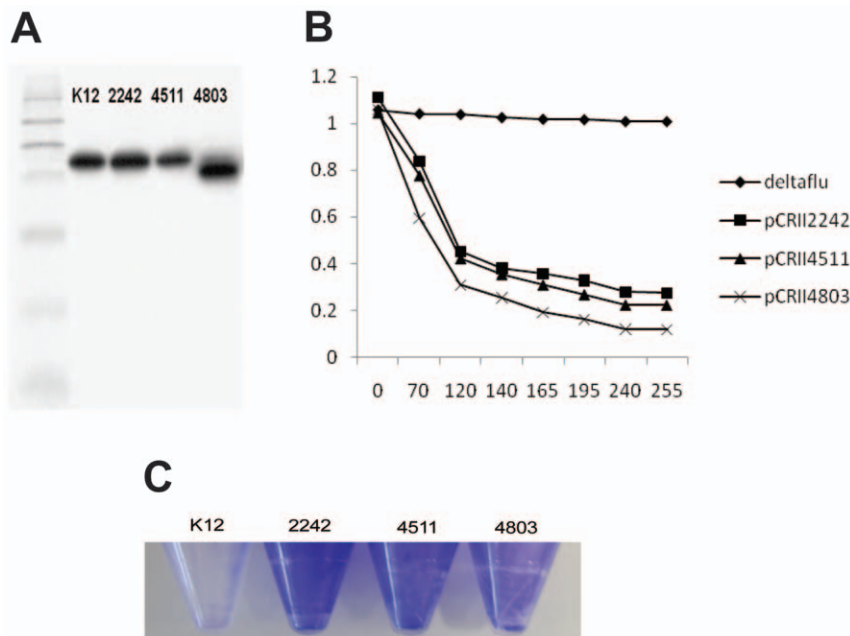 A
K12 2242 4511 4803
B
1.2
1
0.8
0.6
0.4
0.2
0
0 70 120 140 165 195 240 255
deltaflu
pCRII2242
pCRII4511
pCRII4803
C
K12 2242 4511 4803